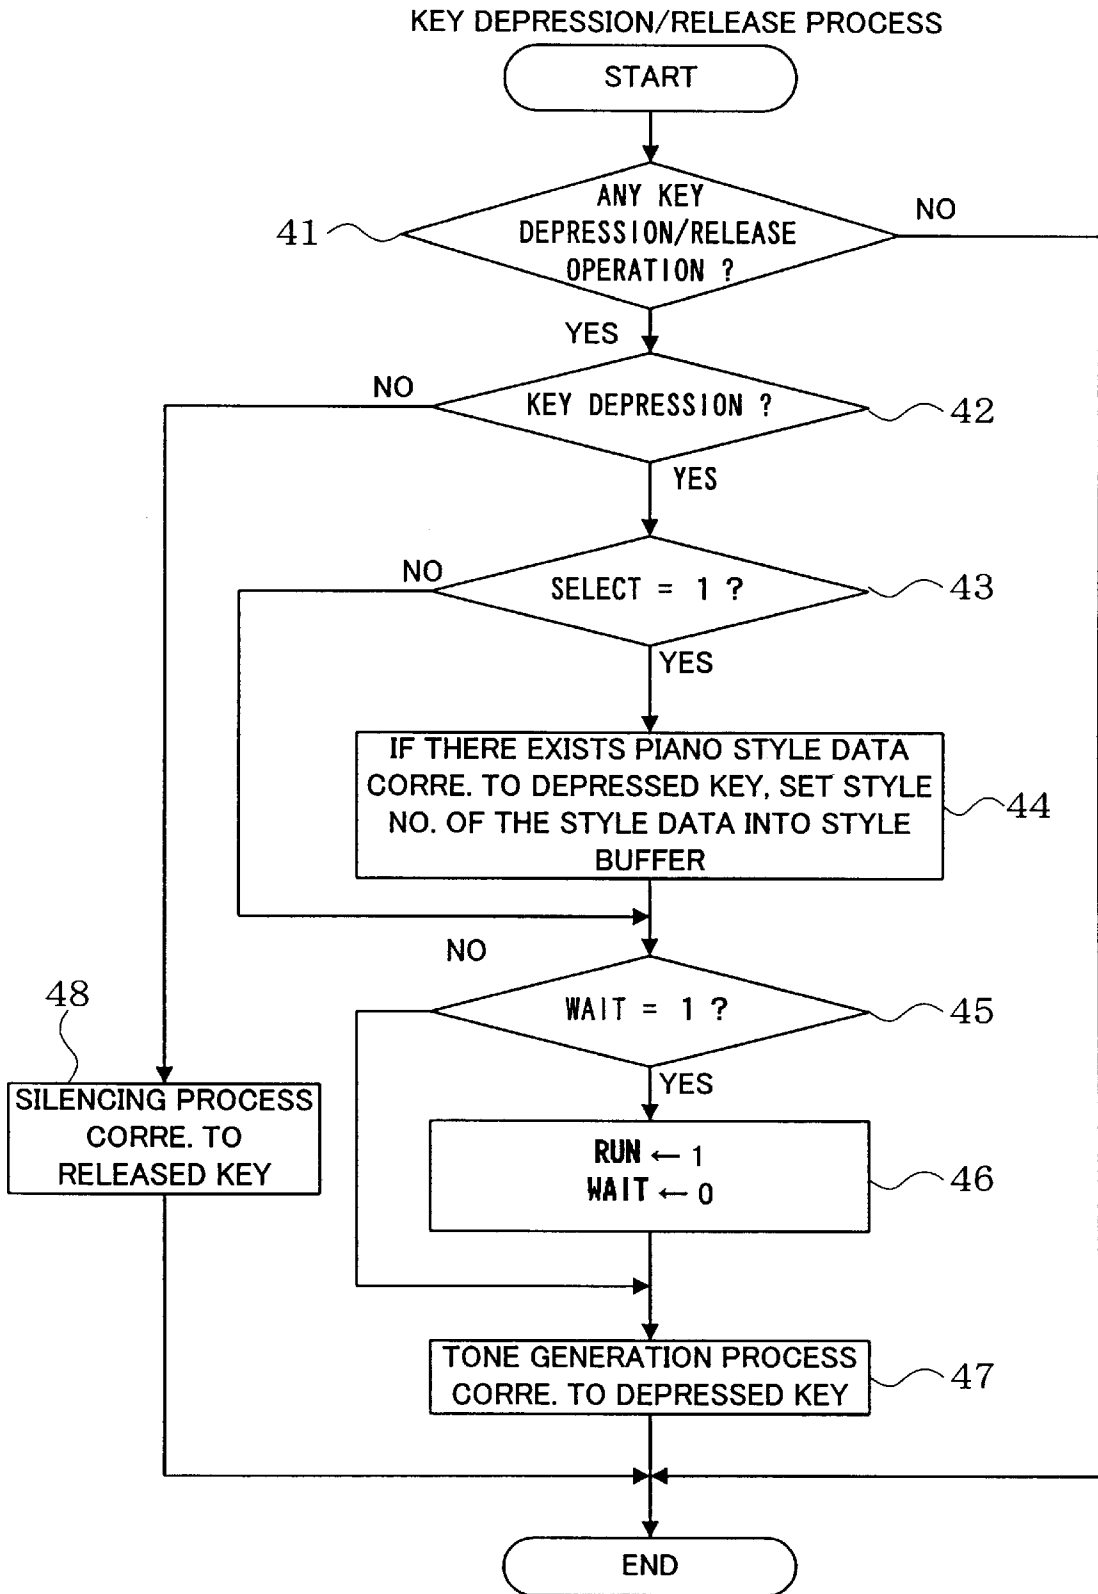 KEY DEPRESSION/RELEASE PROCESS
START
ANY KEY
DEPRESSION/RELEASE
OPERATION ?
41
NO
YES
NO
KEY DEPRESSION ?
42
YES
NO
SELECT = 1 ?
43
YES
IF THERE EXISTS PIANO STYLE DATA
CORRE. TO DEPRESSED KEY, SET STYLE
NO. OF THE STYLE DATA INTO STYLE
BUFFER
44
NO
WAIT = 1 ?
45
YES
48
SILENCING PROCESS
CORRE. TO
RELEASED KEY
RUN ← 1
WAIT ← 0
46
TONE GENERATION PROCESS
CORRE. TO DEPRESSED KEY
47
END